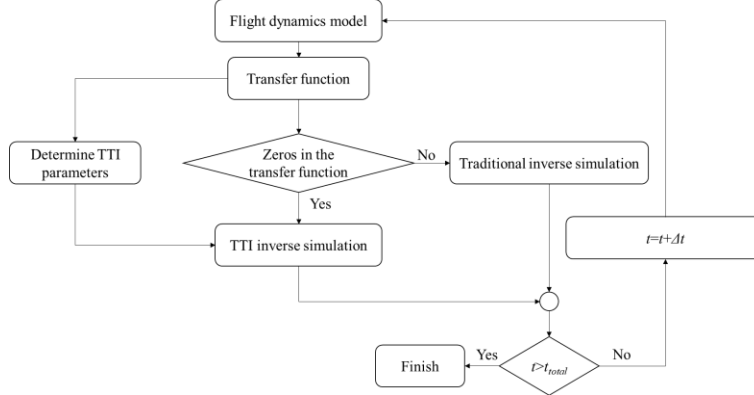 Flight dynamics model
Transfer function
Determine TTI
parameters
Zeros in the
transfer function
No
Traditional inverse simulation
Yes
TTI inverse simulation
t=t+Δt
Finish
Yes
t>t_total
No